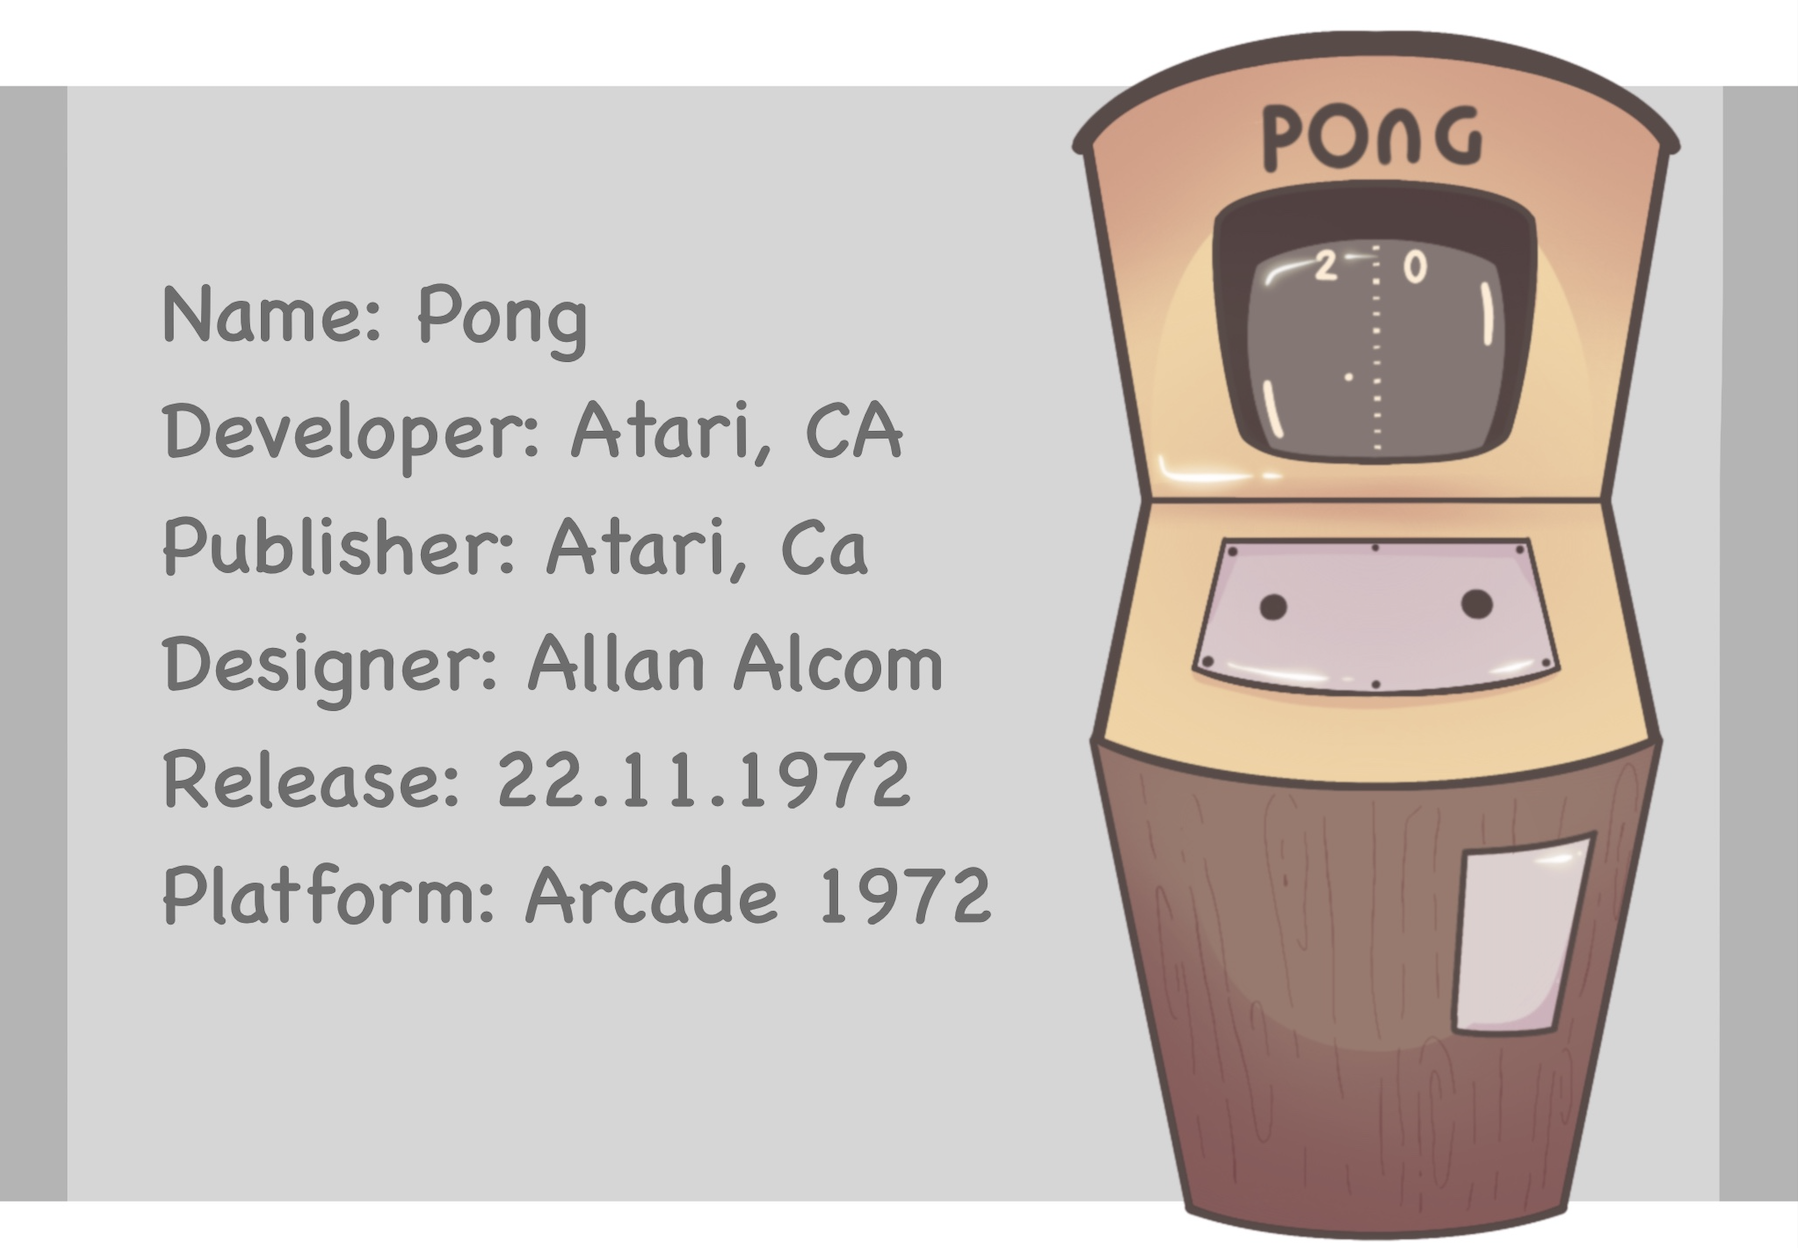 PONG
2 0
Name: Pong
Developer: Atari, CA
Publisher: Atari, Ca
Designer: Allan Alcom
Release: 22.11.1972
Platform: Arcade 1972